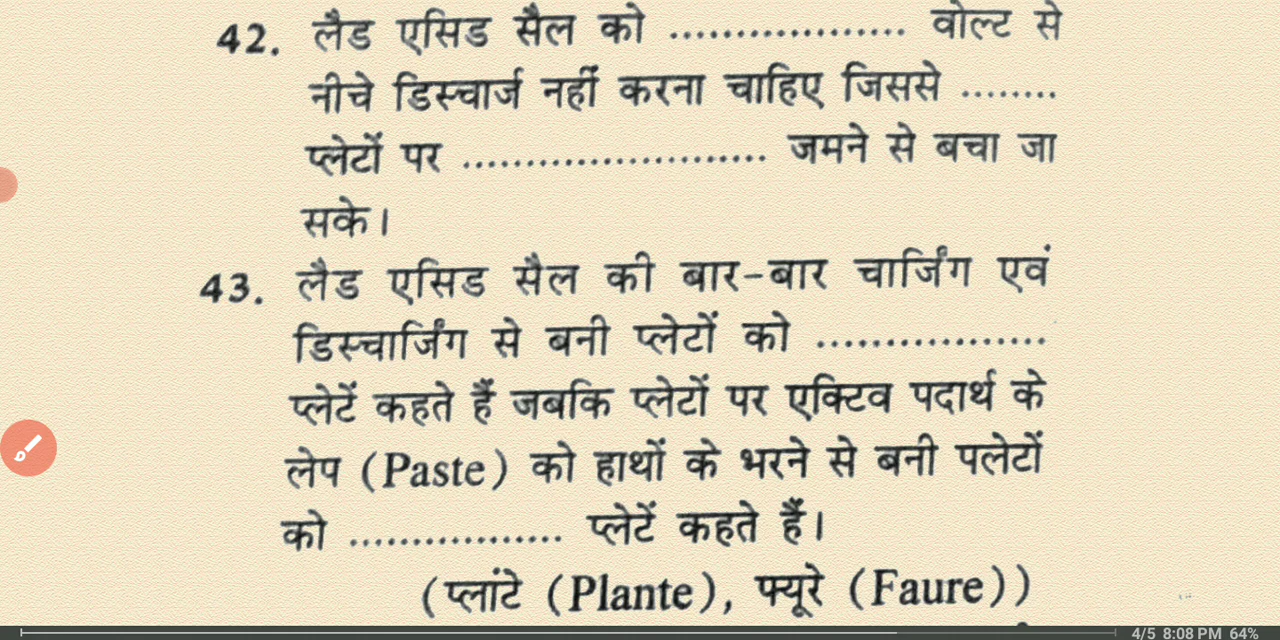 42. लैड एसिड सैल को .................. वोल्ट से
नीचे डिस्चार्ज नहीं करना चाहिए जिससे ........
प्लेटों पर ........................ जमने से बचा जा
सके।
43. लैड एसिड सैल की बार-बार चार्जिंग एवं
डिस्चार्जिंग से बनी प्लेटों को .................
प्लेटें कहते हैं जबकि प्लेटों पर एक्टिव पदार्थ के
लेप (Paste) को हाथों के भरने से बनी पलेटों
को ................. प्लेटें कहते हैं।
(प्लांटे (Plante), फ्यूरे (Faure))
4/5 8:08 PM 64%